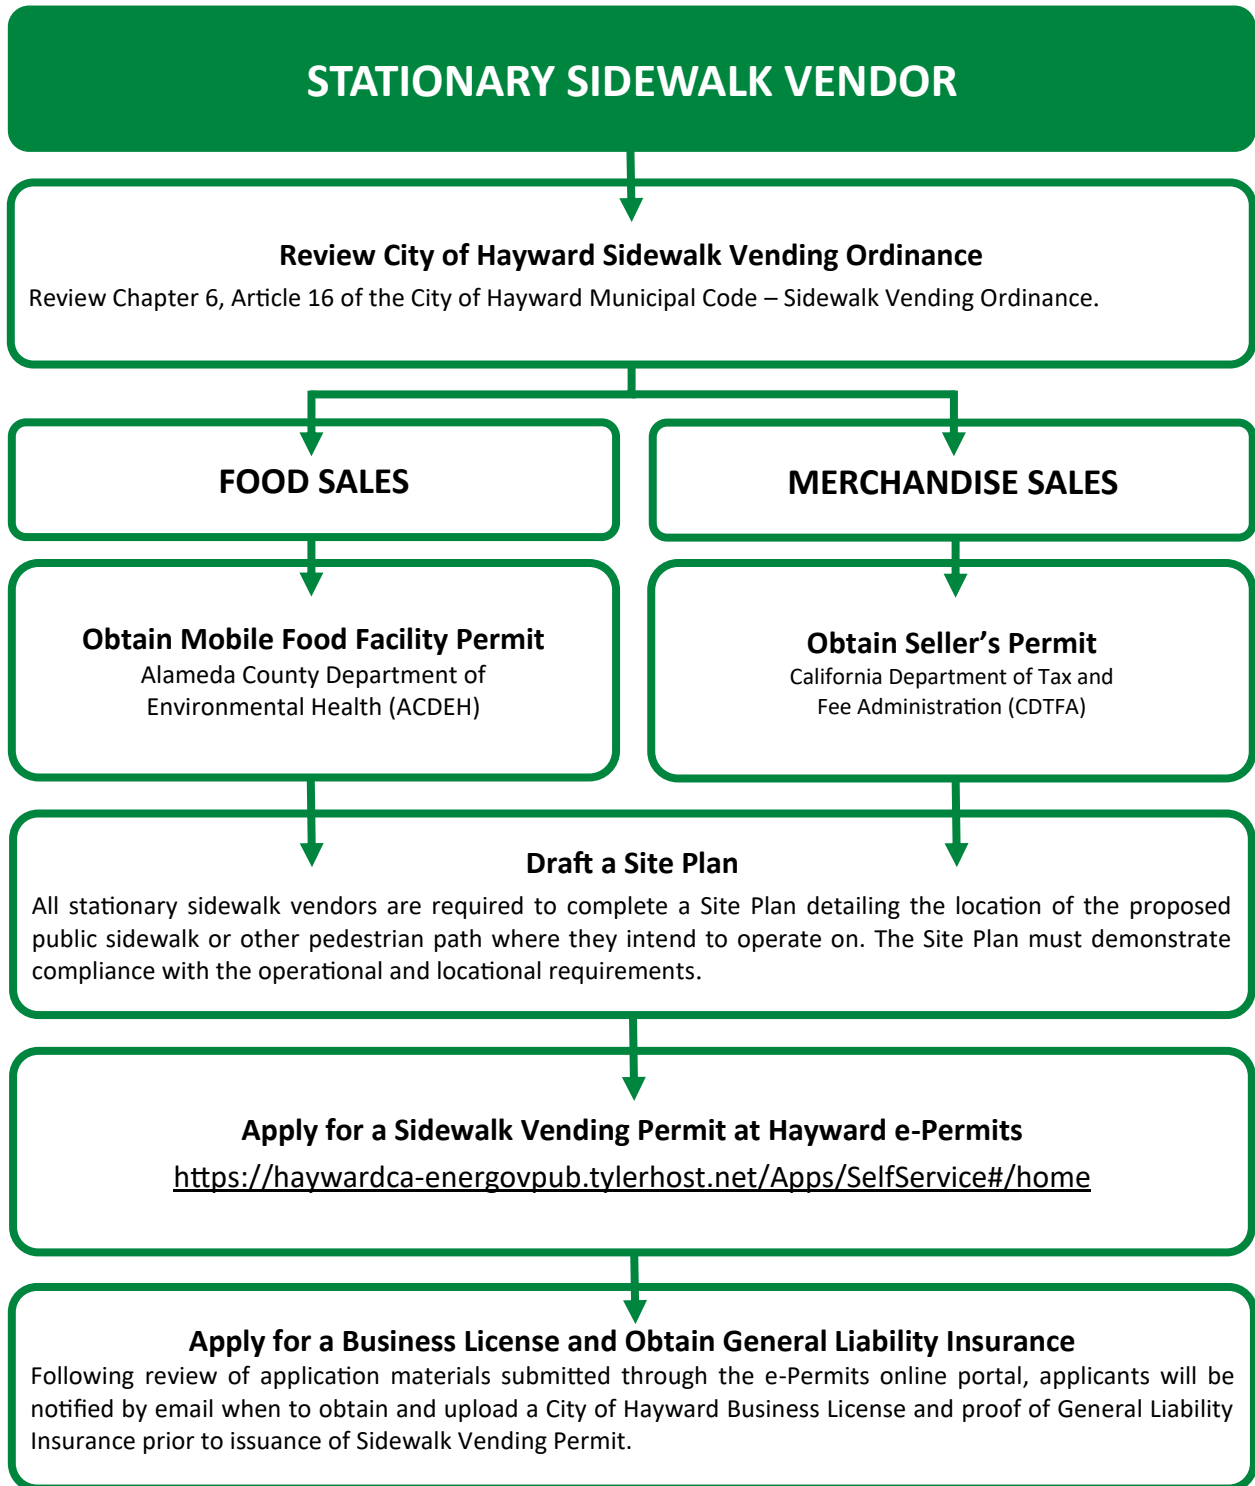 STATIONARY SIDEWALK VENDOR
Review City of Hayward Sidewalk Vending Ordinance
Review Chapter 6, Article 16 of the City of Hayward Municipal Code – Sidewalk Vending Ordinance.
FOOD SALES
MERCHANDISE SALES
Obtain Mobile Food Facility Permit
Alameda County Department of
Environmental Health (ACDEH)
Obtain Seller's Permit
California Department of Tax and
Fee Administration (CDTFA)
Draft a Site Plan
All stationary sidewalk vendors are required to complete a Site Plan detailing the location of the proposed
public sidewalk or other pedestrian path where they intend to operate on. The Site Plan must demonstrate
compliance with the operational and locational requirements.
Apply for a Sidewalk Vending Permit at Hayward e-Permits
https://haywardca-energovpub.tylerhost.net/Apps/SelfService#/home
Apply for a Business License and Obtain General Liability Insurance
Following review of application materials submitted through the e-Permits online portal, applicants will be
notified by email when to obtain and upload a City of Hayward Business License and proof of General Liability
Insurance prior to issuance of Sidewalk Vending Permit.